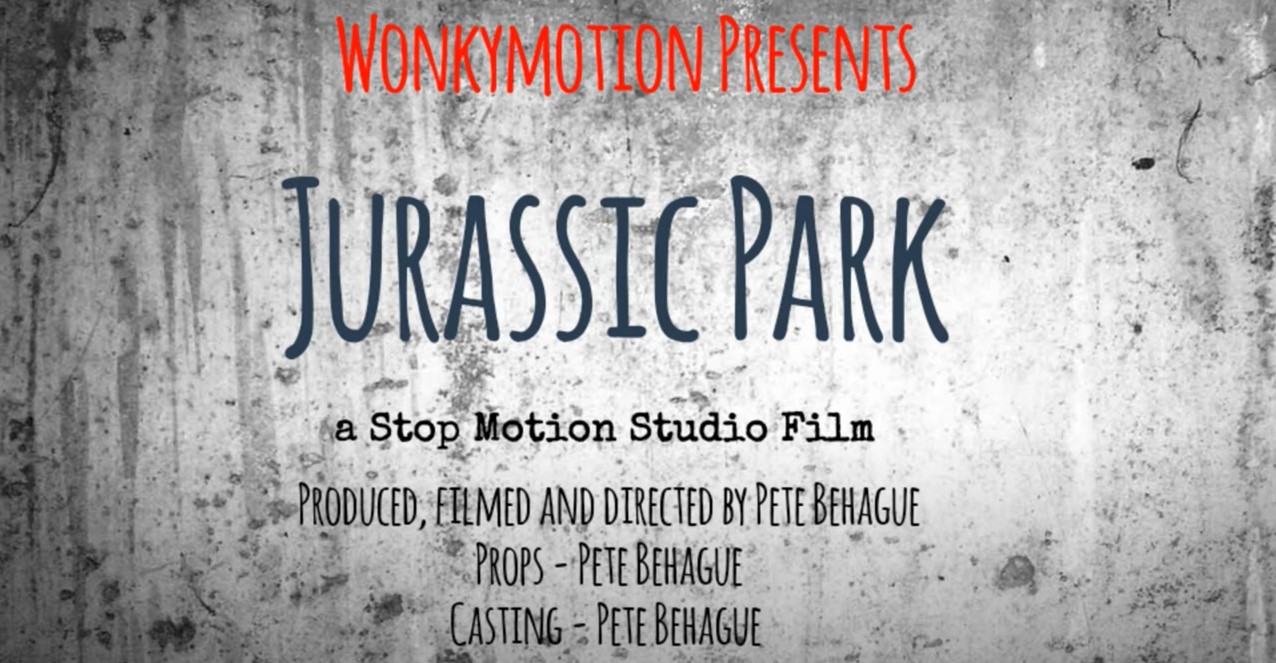 Wonkymotion Presents
Jurassic Park
a Stop Motion Studio Film
Produced, filmed and directed by Pete Behague
Props - Pete Behague
Casting - Pete Behague